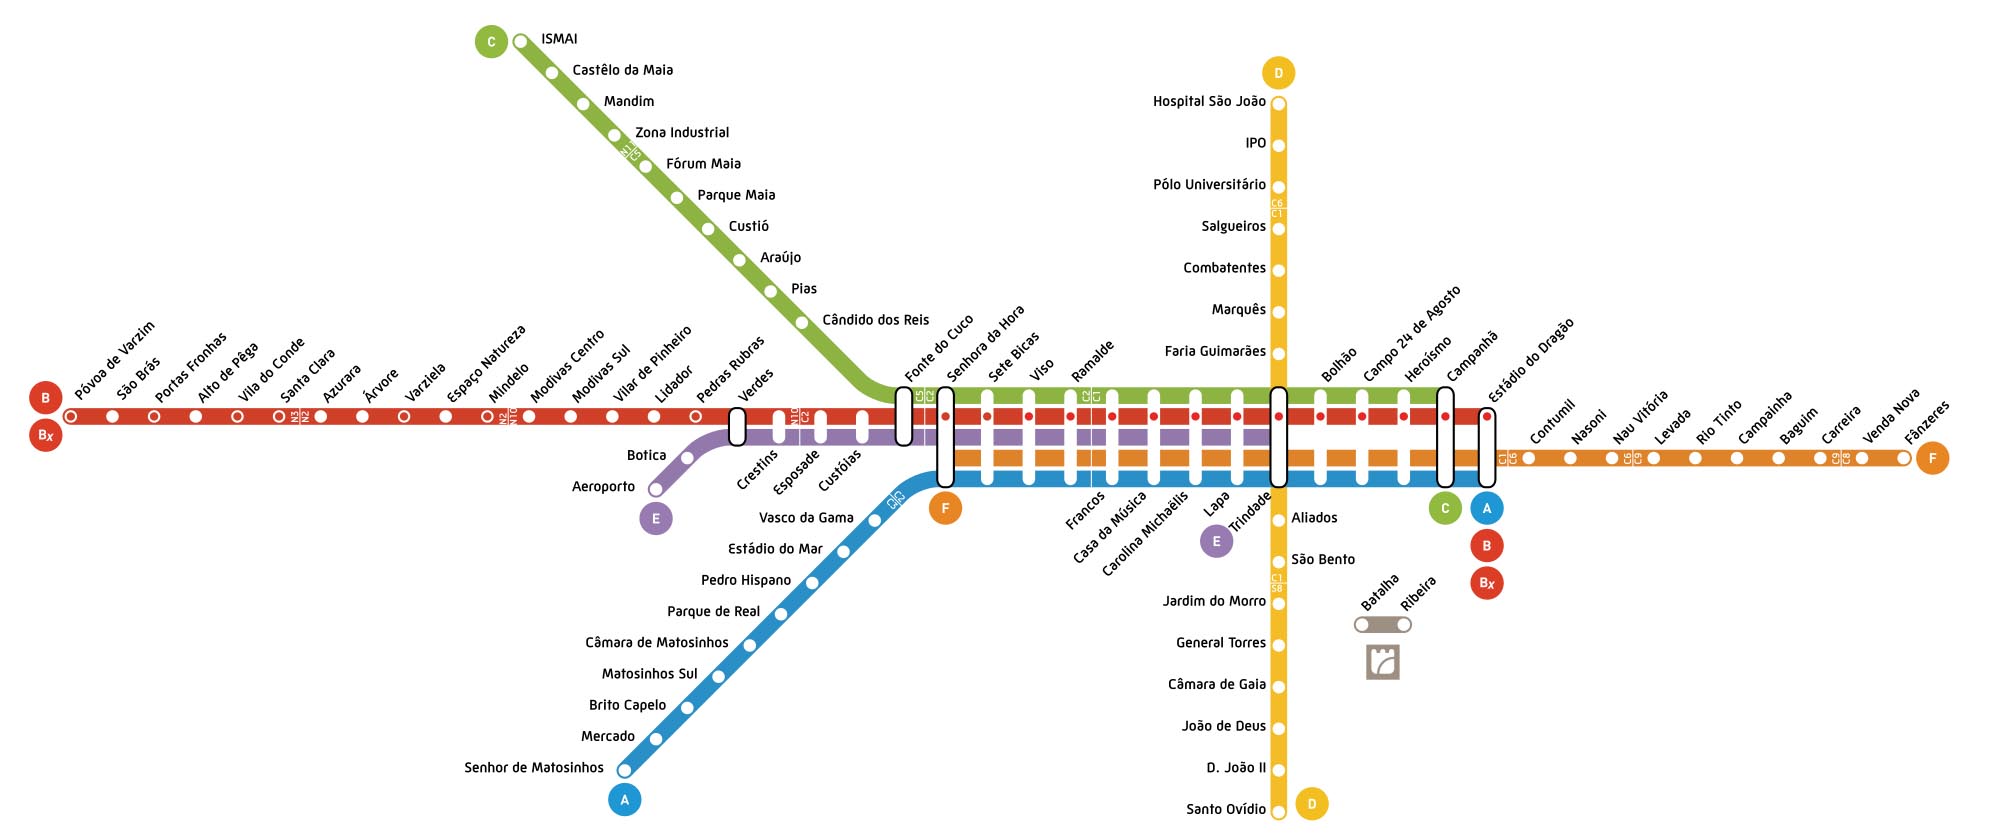 C
ISMAI
Castêlo da Maia
Mandim
Zona Industrial
N11
C5
Fórum Maia
Parque Maia
Custió
Araújo
Pias
Cândido dos Reis
D
Hospital São João
IPO
Pólo Universitário
C6
C1
Salgueiros
Combatentes
Marquês
Faria Guimarães
B
Bx
Póvoa de Varzim
São Brás
Portas Fronhas
Alto de Pêga
Vila do Conde
Santa Clara
N3
N2
Azurara
Árvore
Varziela
Espaço Natureza
Mindelo
N2
N10
Modivas Centro
Modivas Sul
Vilar de Pinheiro
Lidador
Pedras Rubras
Verdes
N10
C2
Fonte do Cuco
C5
C2
Senhora da Hora
Sete Bicas
Viso
Ramalde
C2
C1
Bolhão
Campo 24 de Agosto
Heroísmo
Campanhã
Estádio do Dragão
C1
C6
Contumil
Nasoni
Nau Vitória
C6
C9
Levada
Rio Tinto
Campainha
Baguim
Carreira
C9
C8
Venda Nova
Fânzeres
F
Botica
Aeroporto
E
Crestins
Esposade
Custóias
C2
C3
F
Francos
Casa da Música
Carolina Michaëlis
Lapa
E
Trindade
C
A
B
Bx
Vasco da Gama
Estádio do Mar
Pedro Hispano
Parque de Real
Câmara de Matosinhos
Matosinhos Sul
Brito Capelo
Mercado
Senhor de Matosinhos
A
Aliados
São Bento
C1
S8
Jardim do Morro
General Torres
Câmara de Gaia
João de Deus
D. João II
Santo Ovídio
D
Batalha
Ribeira